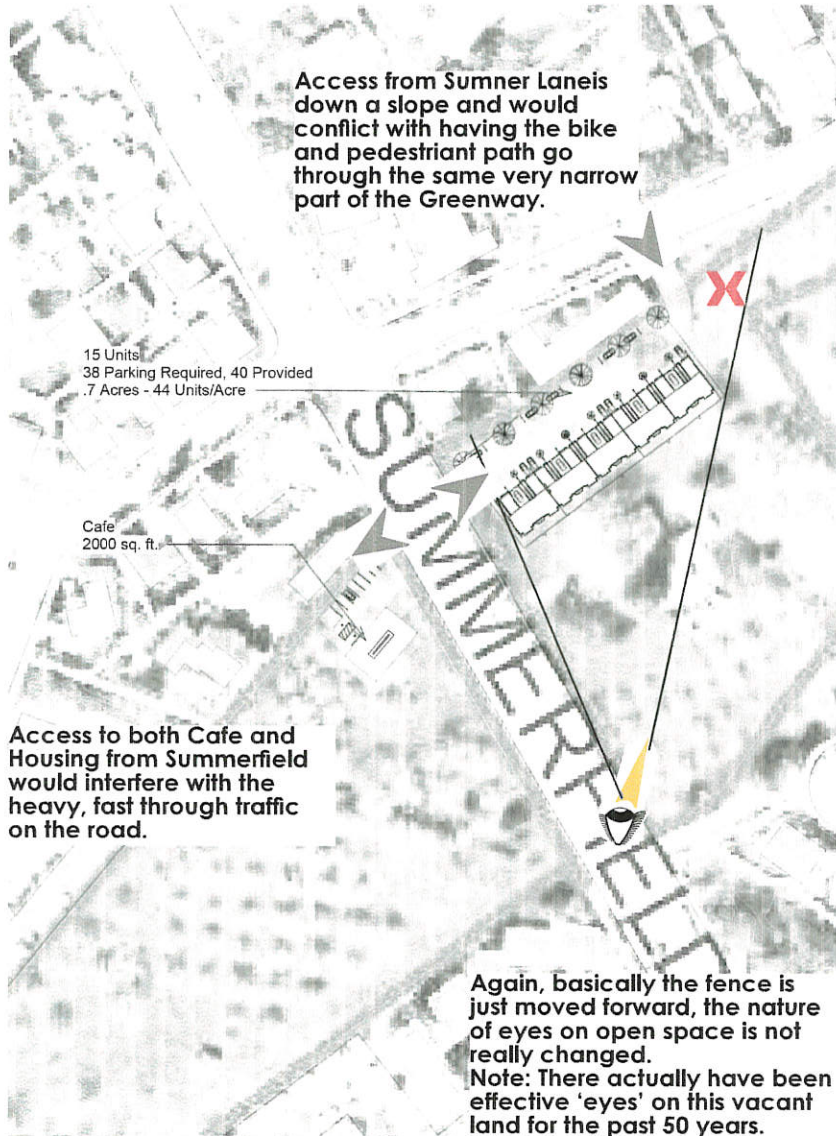 Access from Sumner Laneis
down a slope and would
conflict with having the bike
and pedestriant path go
through the same very narrow
part of the Greenway.
X
15 Units
38 Parking Required, 40 Provided
.7 Acres - 44 Units/Acre
SUMMERFIELD
Cafe
2000 sq. ft.
Access to both Cafe and
Housing from Summerfield
would interfere with the
heavy, fast through traffic
on the road.
Again, basically the fence is
just moved forward, the nature
of eyes on open space is not
really changed.
Note: There actually have been
effective 'eyes' on this vacant
land for the past 50 years.